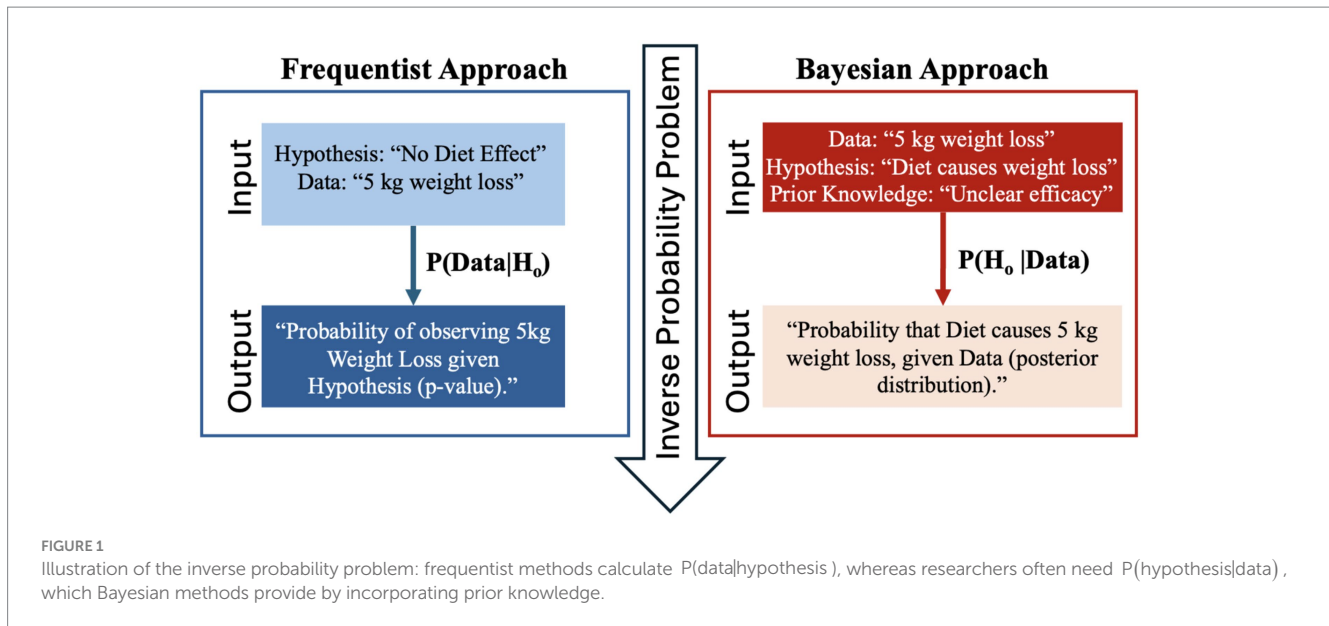 Frequentist Approach
Input
Hypothesis: “No Diet Effect”
Data: “5 kg weight loss”
P(Data|Hₒ)
Output
“Probability of observing 5kg
Weight Loss given
Hypothesis (p-value).”
Inverse Probability Problem
Bayesian Approach
Input
Data: “5 kg weight loss”
Hypothesis: “Diet causes weight loss”
Prior Knowledge: “Unclear efficacy”
P(Hₒ |Data)
Output
“Probability that Diet causes 5 kg
weight loss, given Data (posterior
distribution).”
FIGURE 1
Illustration of the inverse probability problem: frequentist methods calculate P(data|hypothesis ), whereas researchers often need P(hypothesis|data) ,
which Bayesian methods provide by incorporating prior knowledge.